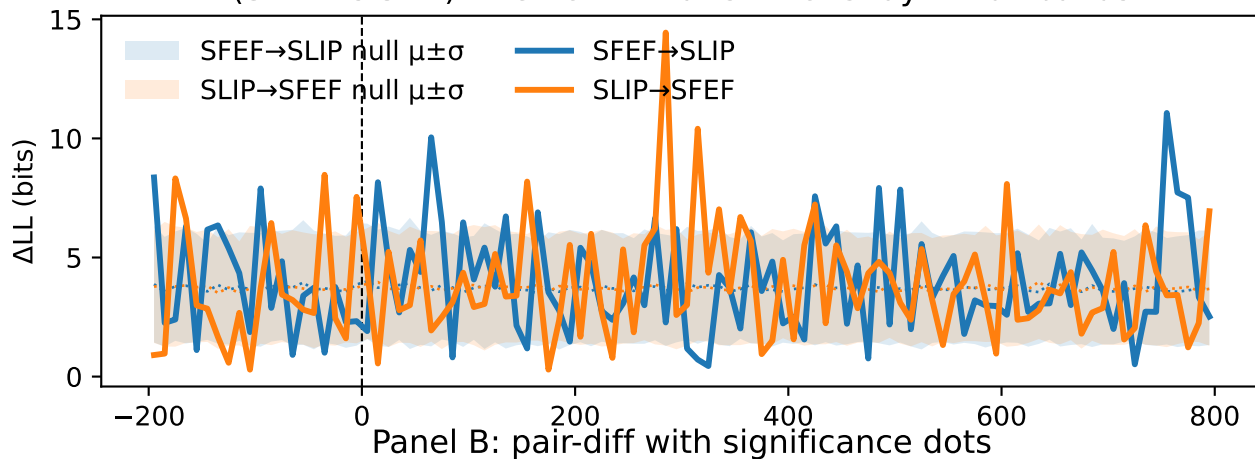 15
SFEF→SLIP null μ±σ SFEF→SLIP
SLIP→SFEF null μ±σ SLIP→SFEF
10
ΔLL (bits)
5
0
−200 0 200 400 600 800
Panel B: pair-diff with significance dots